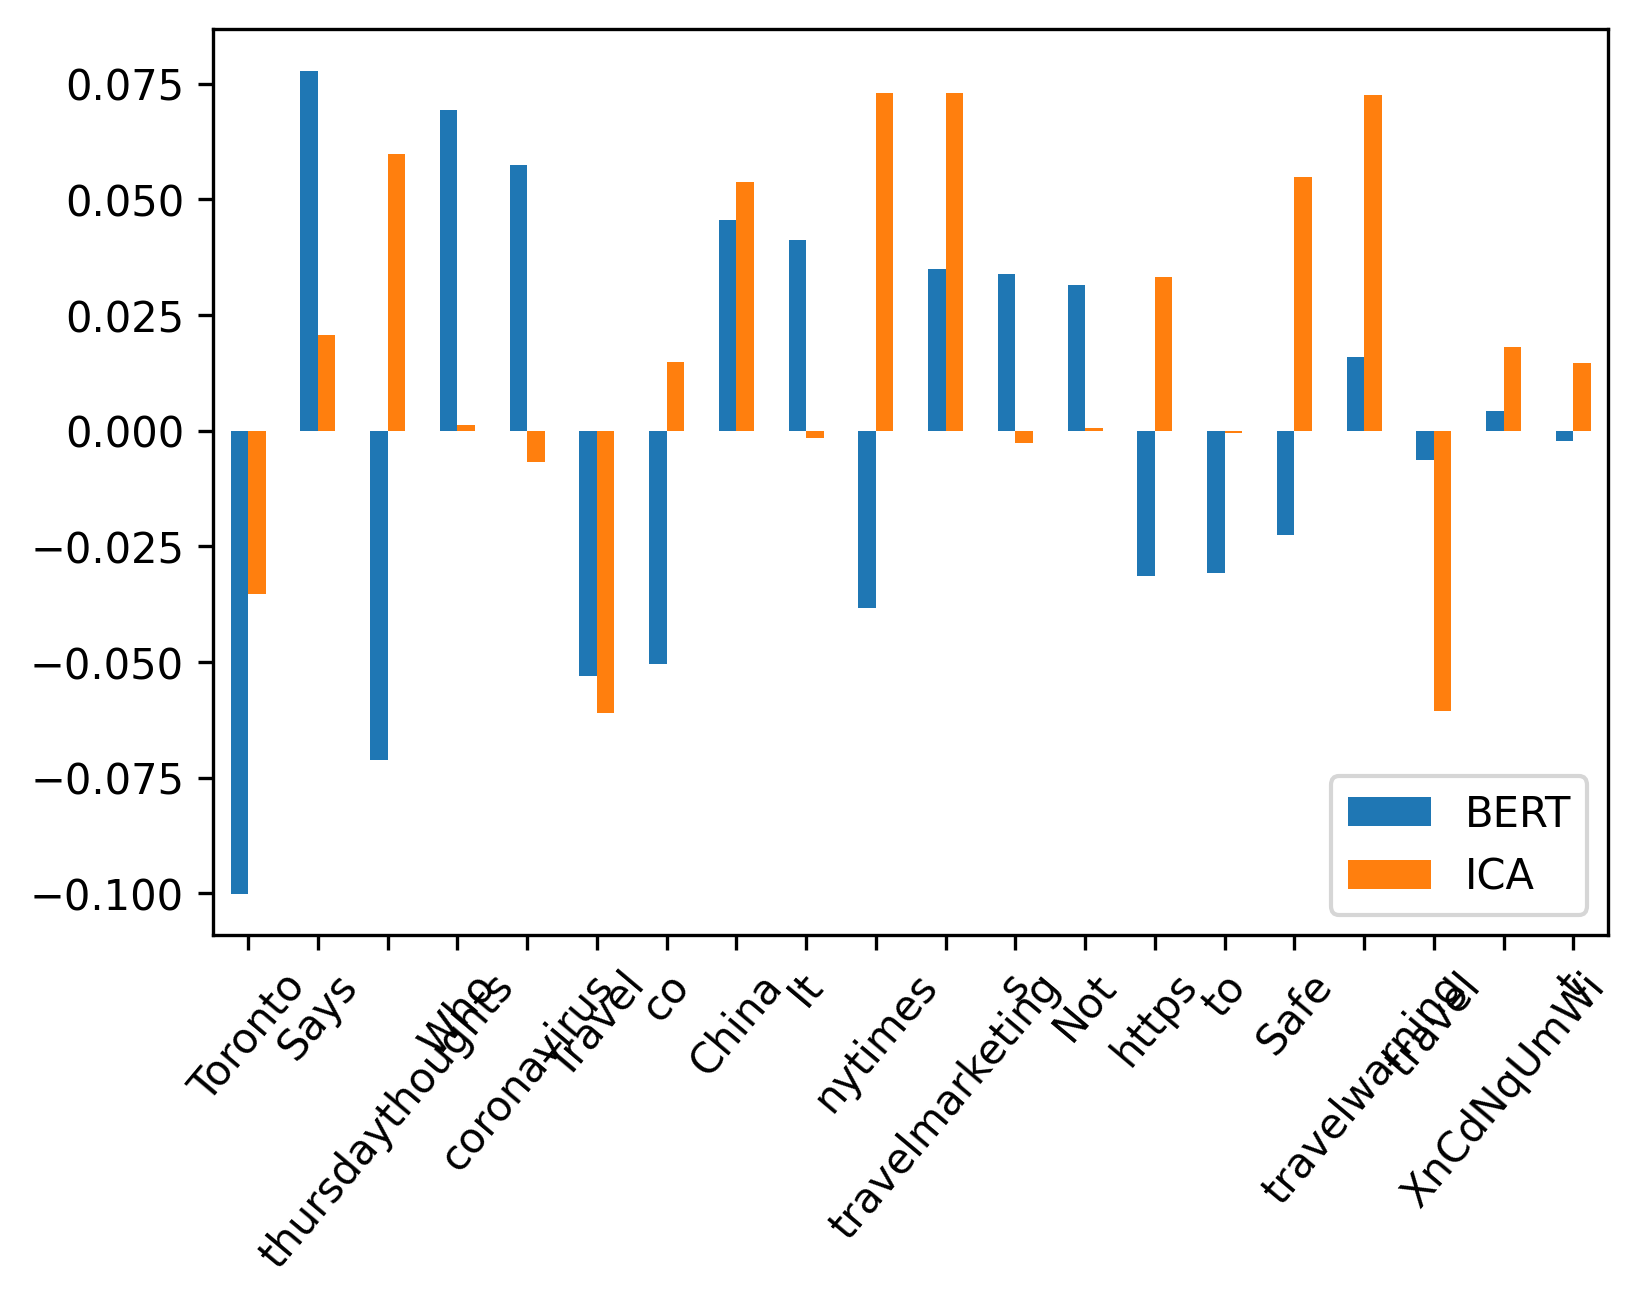 0.075
0.050
0.025
0.000
−0.025
−0.050
−0.075
−0.100
BERT
ICA
Toronto
Says
thursdaythoughts
Who
coronavirus
Travel
co
China
It
nytimes
travelmarketing
s
Not
https
to
Safe
travelwarning
travel
XnCdNqUmWi
t